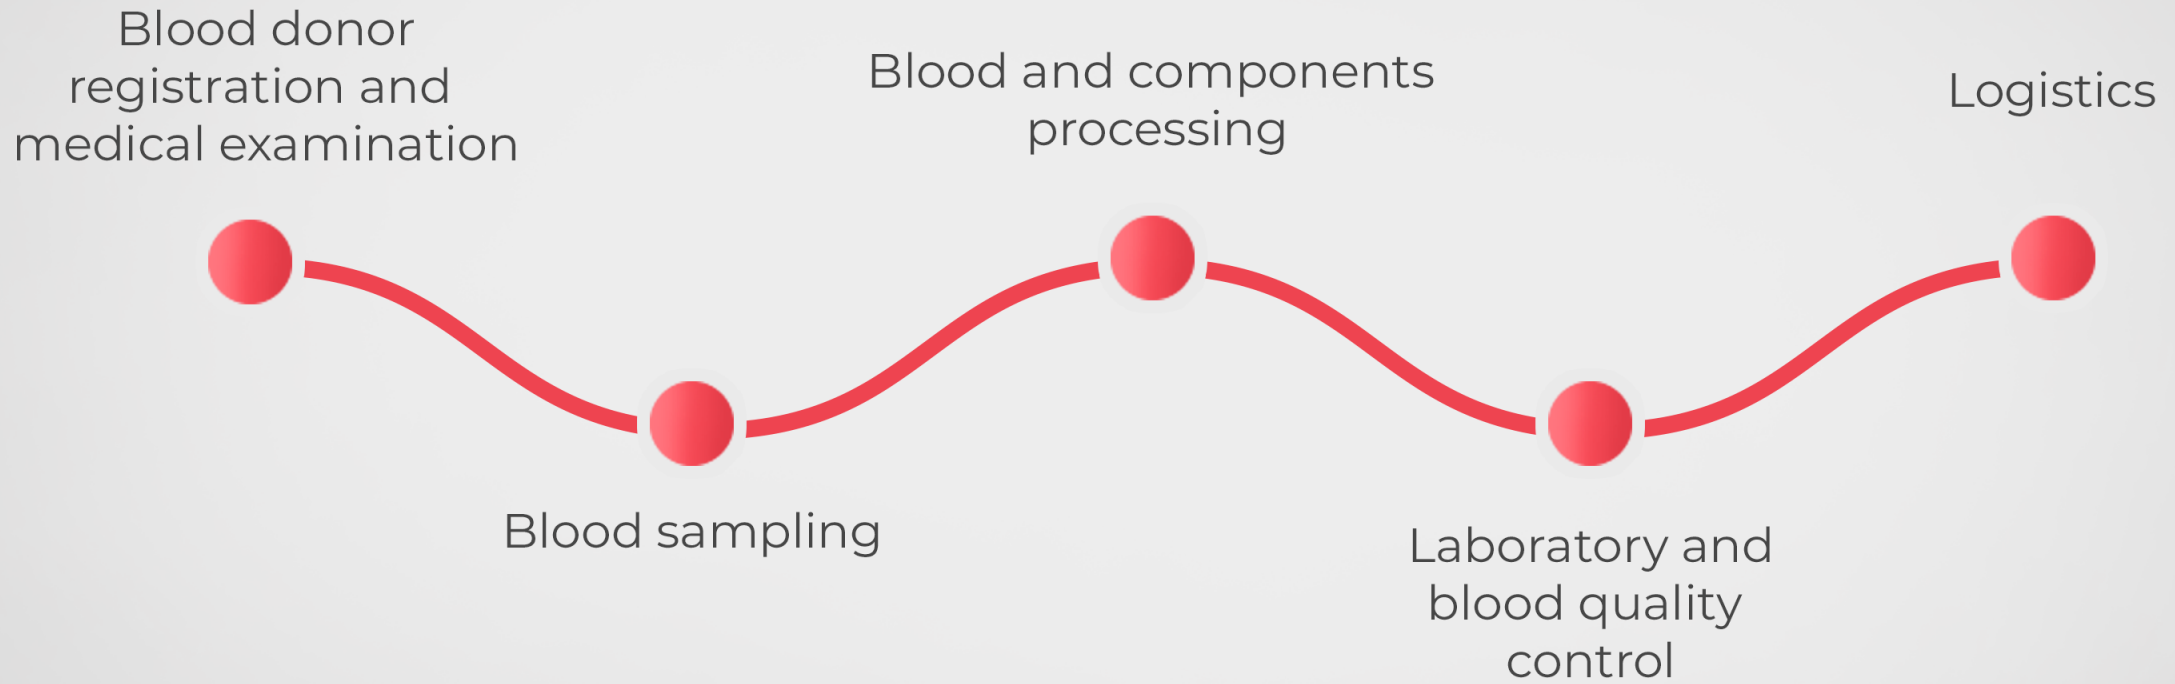 Blood donor
registration and
medical examination
Blood sampling
Blood and components
processing
Laboratory and
blood quality
control
Logistics